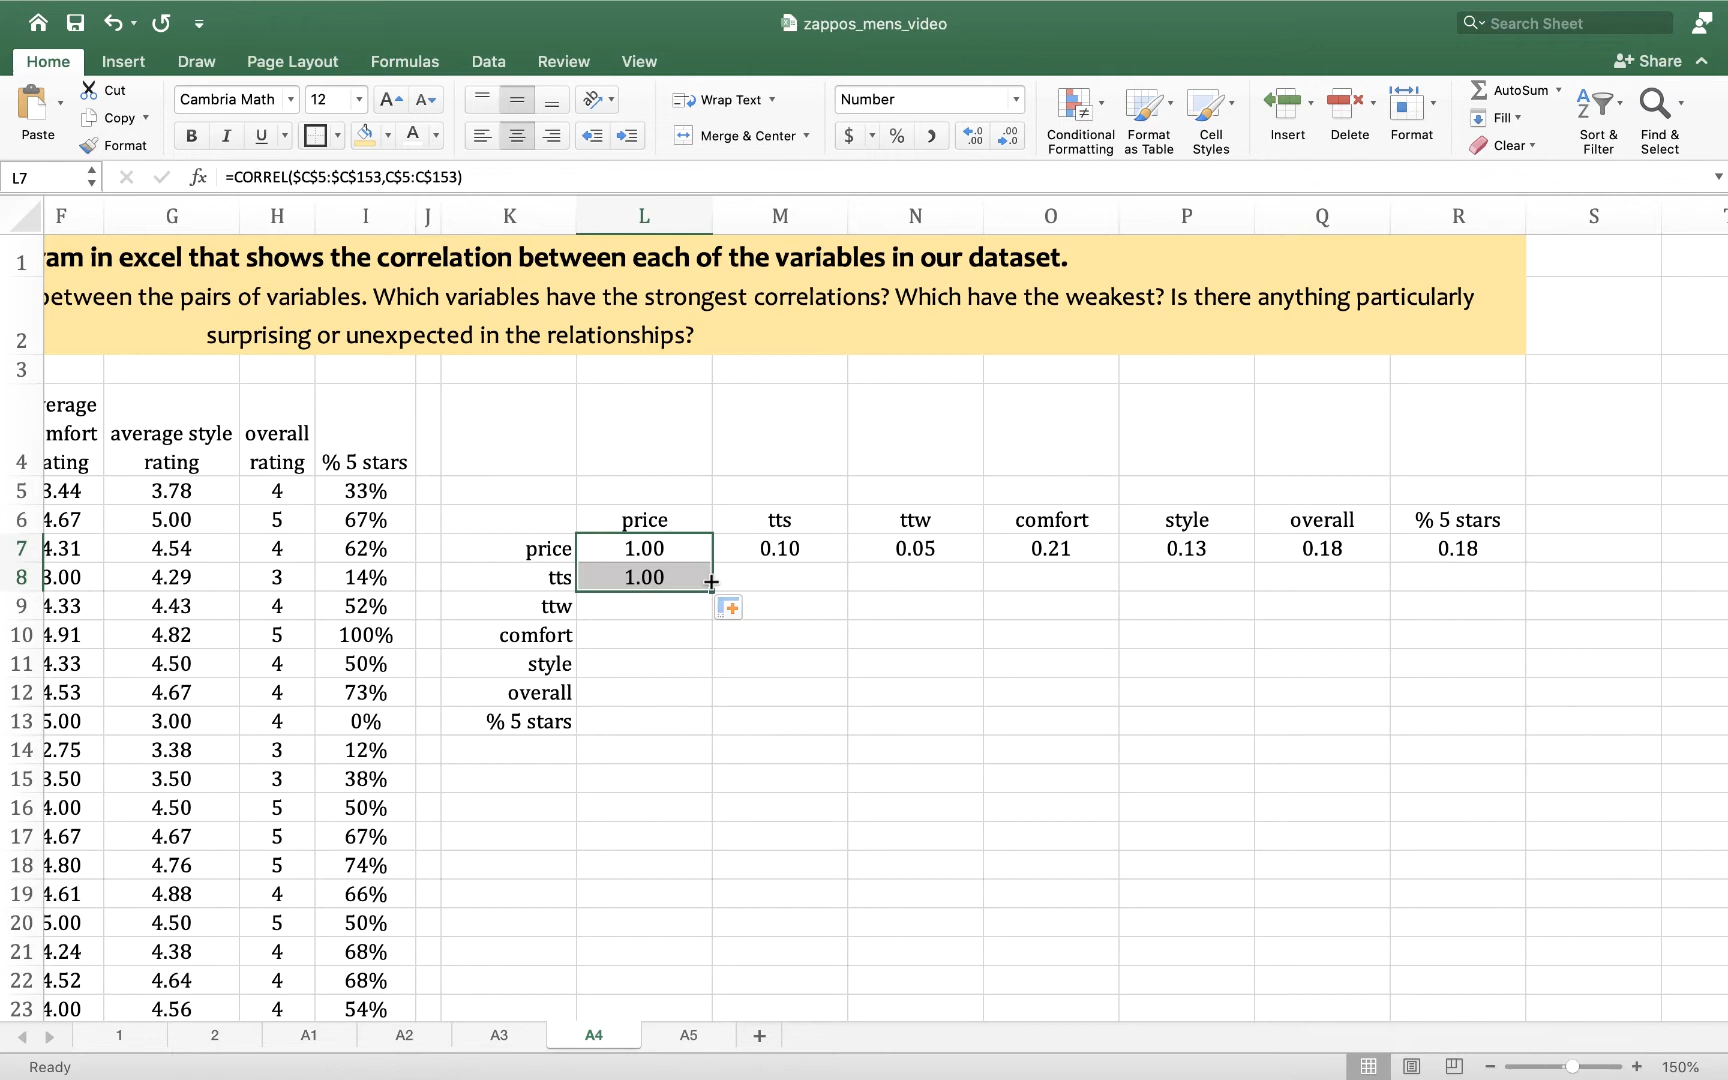 zappos_mens_video
Search Sheet
Home Insert Draw Page Layout Formulas Data Review View Share
Paste Cut Copy Format
Cambria Math 12 A A
B I U A
Wrap Text
Merge & Center
Number
$ % .0 .00 .00 .0
Conditional Formatting
Format as Table
Cell Styles
Insert Delete Format
AutoSum
Fill
Clear
Sort & Filter
Find & Select
L7 fx =CORREL($C$5:$C$153,C$5:C$153)
F G H I J K L M N O P Q R S
1 am in excel that shows the correlation between each of the variables in our dataset.
between the pairs of variables. Which variables have the strongest correlations? Which have the weakest? Is there anything particularly
2 surprising or unexpected in the relationships?
3
erage
mfort average style overall
4 ating rating rating % 5 stars
5 3.44 3.78 4 33%
6 4.67 5.00 5 67% price tts ttw comfort style overall % 5 stars
7 4.31 4.54 4 62% price 1.00 0.10 0.05 0.21 0.13 0.18 0.18
8 3.00 4.29 3 14% tts 1.00
9 4.33 4.43 4 52% ttw
10 4.91 4.82 5 100% comfort
11 4.33 4.50 4 50% style
12 4.53 4.67 4 73% overall
13 5.00 3.00 4 0% % 5 stars
14 2.75 3.38 3 12%
15 3.50 3.50 3 38%
16 4.00 4.50 5 50%
17 4.67 4.67 5 67%
18 4.80 4.76 5 74%
19 4.61 4.88 4 66%
20 5.00 4.50 5 50%
21 4.24 4.38 4 68%
22 4.52 4.64 4 68%
23 4.00 4.56 4 54%
1 2 A1 A2 A3 A4 A5 +
Ready 150%